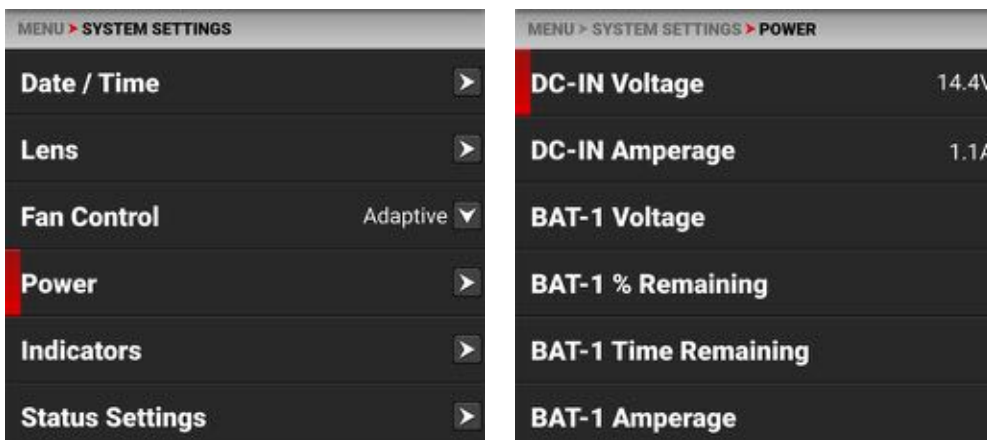 MENU > SYSTEM SETTINGS
Date / Time
Lens
Fan Control Adaptive
Power
Indicators
Status Settings
MENU > SYSTEM SETTINGS > POWER
DC-IN Voltage 14.4V
DC-IN Amperage 1.1A
BAT-1 Voltage
BAT-1 % Remaining
BAT-1 Time Remaining
BAT-1 Amperage